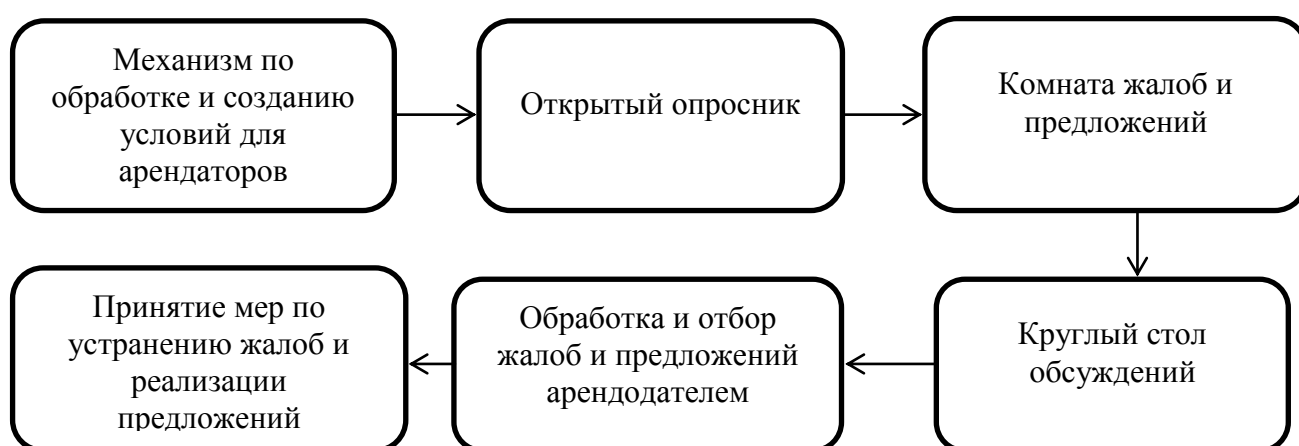 Механизм по
обработке и созданию
условий для
арендаторов
Открытый опросник
Комната жалоб и
предложений
Круглый стол
обсуждений
Обработка и отбор
жалоб и предложений
арендодателем
Принятие мер по
устранению жалоб и
реализации
предложений